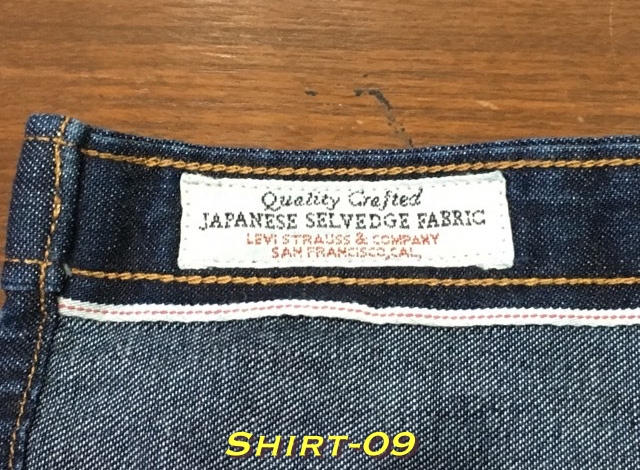 Quality Crafted
JAPANESE SELVEDGE FABRIC
LEVI STRAUSS & COMPANY
SAN FRANCISCO, CAL,
SHIRT-09